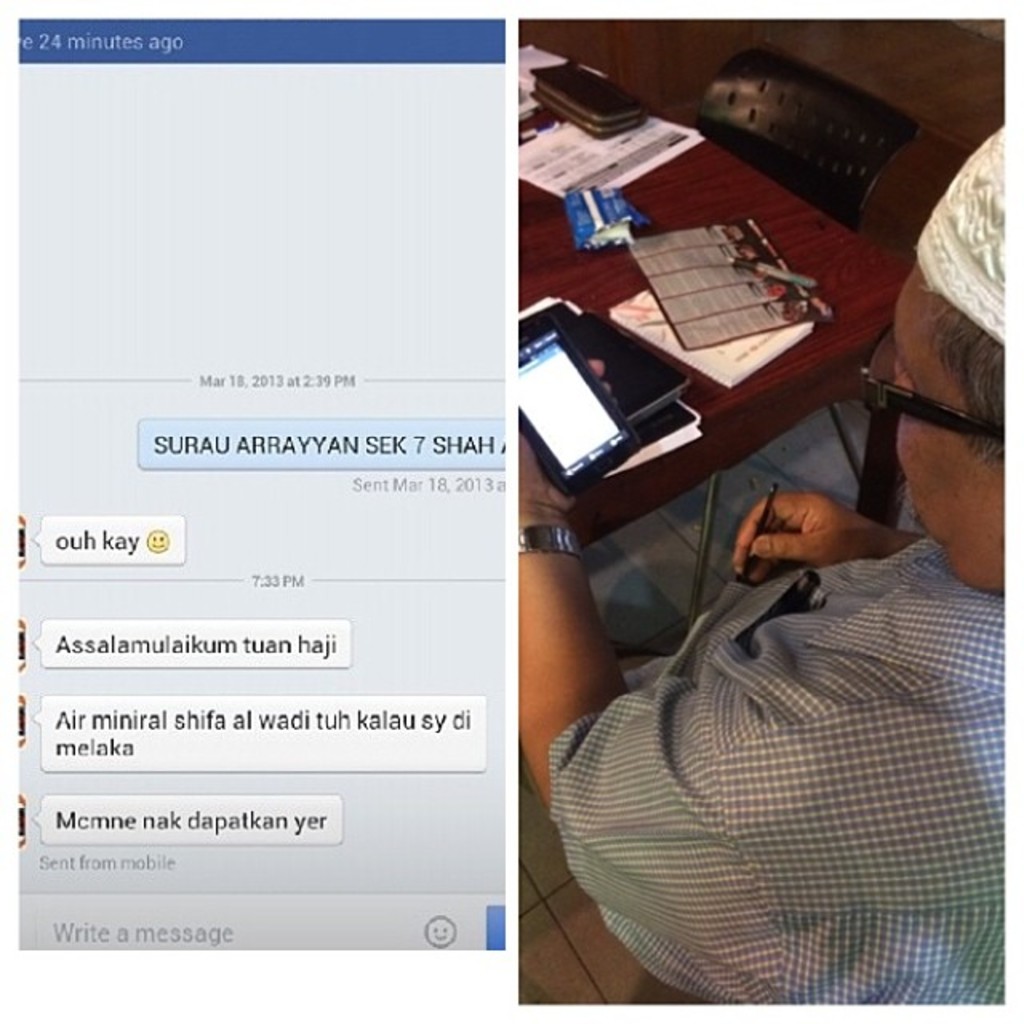 e 24 minutes ago
Mar 18, 2013 at 2:39 PM
SURAU ARRAYYAN SEK 7 SHAH
Sent Mar 18, 2013 a
ouh kay
7:33 PM
Assalamulaikum tuan haji
Air miniral shifa al wadi tuh kalau sy di
melaka
Mcmne nak dapatkan yer
Sent from mobile
Write a message